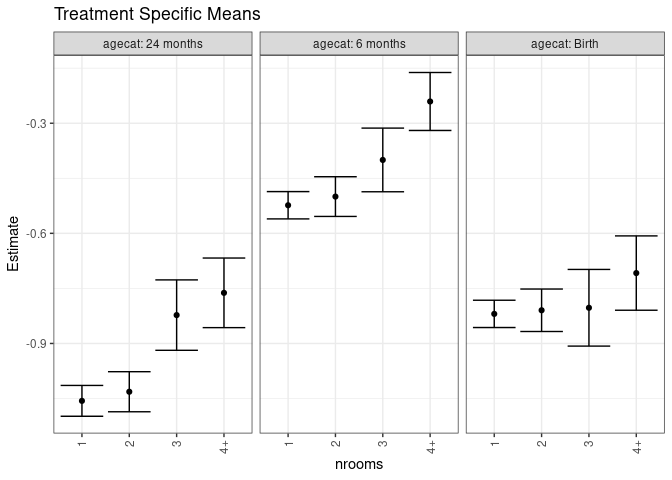 Treatment Specific Means
agecat: 24 months
agecat: 6 months
agecat: Birth
Estimate
-0.3
-0.6
-0.9
1 2 3 4+
1 2 3 4+
1 2 3 4+
nrooms